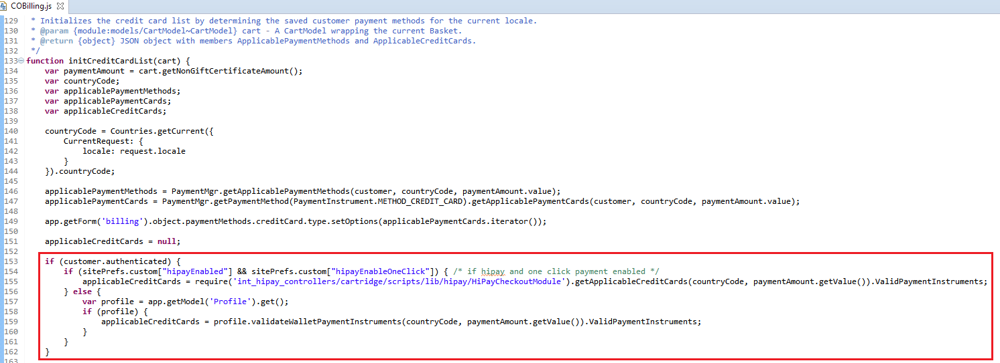 COBilling.js
129 * Initializes the credit card list by determining the saved customer payment methods for the current locale.
130 * @param {module:models/CartModel~CartModel} cart - A CartModel wrapping the current Basket.
131 * @return {object} JSON object with members ApplicablePaymentMethods and ApplicableCreditCards.
132 */
133 function initCreditCardList(cart) {
134 var paymentAmount = cart.getNonGiftCertificateAmount();
135 var countryCode;
136 var applicablePaymentMethods;
137 var applicablePaymentCards;
138 var applicableCreditCards;
139
140 countryCode = Countries.getCurrent({
141 CurrentRequest: {
142 locale: request.locale
143 }
144 }).countryCode;
145
146 applicablePaymentMethods = PaymentMgr.getApplicablePaymentMethods(customer, countryCode, paymentAmount.value);
147 applicablePaymentCards = PaymentMgr.getPaymentMethod(PaymentInstrument.METHOD_CREDIT_CARD).getApplicablePaymentCards(customer, countryCode, paymentAmount.value);
148
149 app.getForm('billing').object.paymentMethods.creditCard.type.setOptions(applicablePaymentCards.iterator());
150
151 applicableCreditCards = null;
152
153 if (customer.authenticated) {
154 if (sitePrefs.custom["hipayEnabled"] && sitePrefs.custom["hipayEnableOneClick"]) { /* if hipay and one click payment enabled */
155 applicableCreditCards = require('int_hipay_controllers/cartridge/scripts/lib/hipay/HiPayCheckoutModule').getApplicableCreditCards(countryCode, paymentAmount.getValue()).ValidPaymentInstruments;
156 } else {
157 var profile = app.getModel('Profile').get();
158 if (profile) {
159 applicableCreditCards = profile.validateWalletPaymentInstruments(countryCode, paymentAmount.getValue()).ValidPaymentInstruments;
160 }
161 }
162 }
163